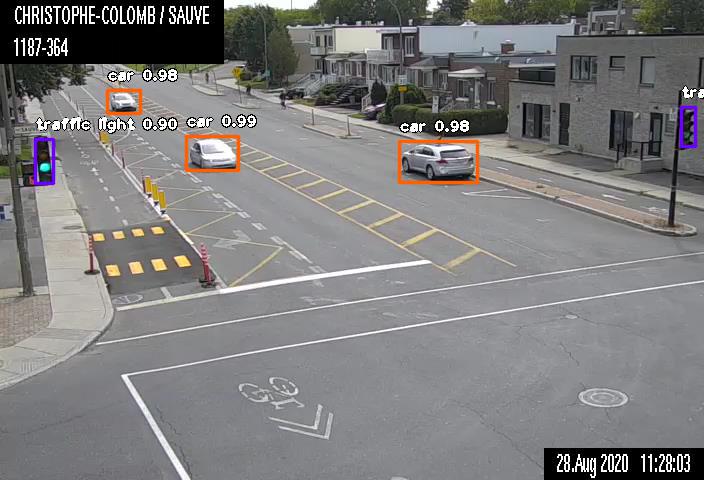 CHRISTOPHE-COLOMB / SAUVE
1187-364
car 0.98
traffic light 0.90
car 0.99
car 0.98
tra
28.Aug 2020 11:28:03